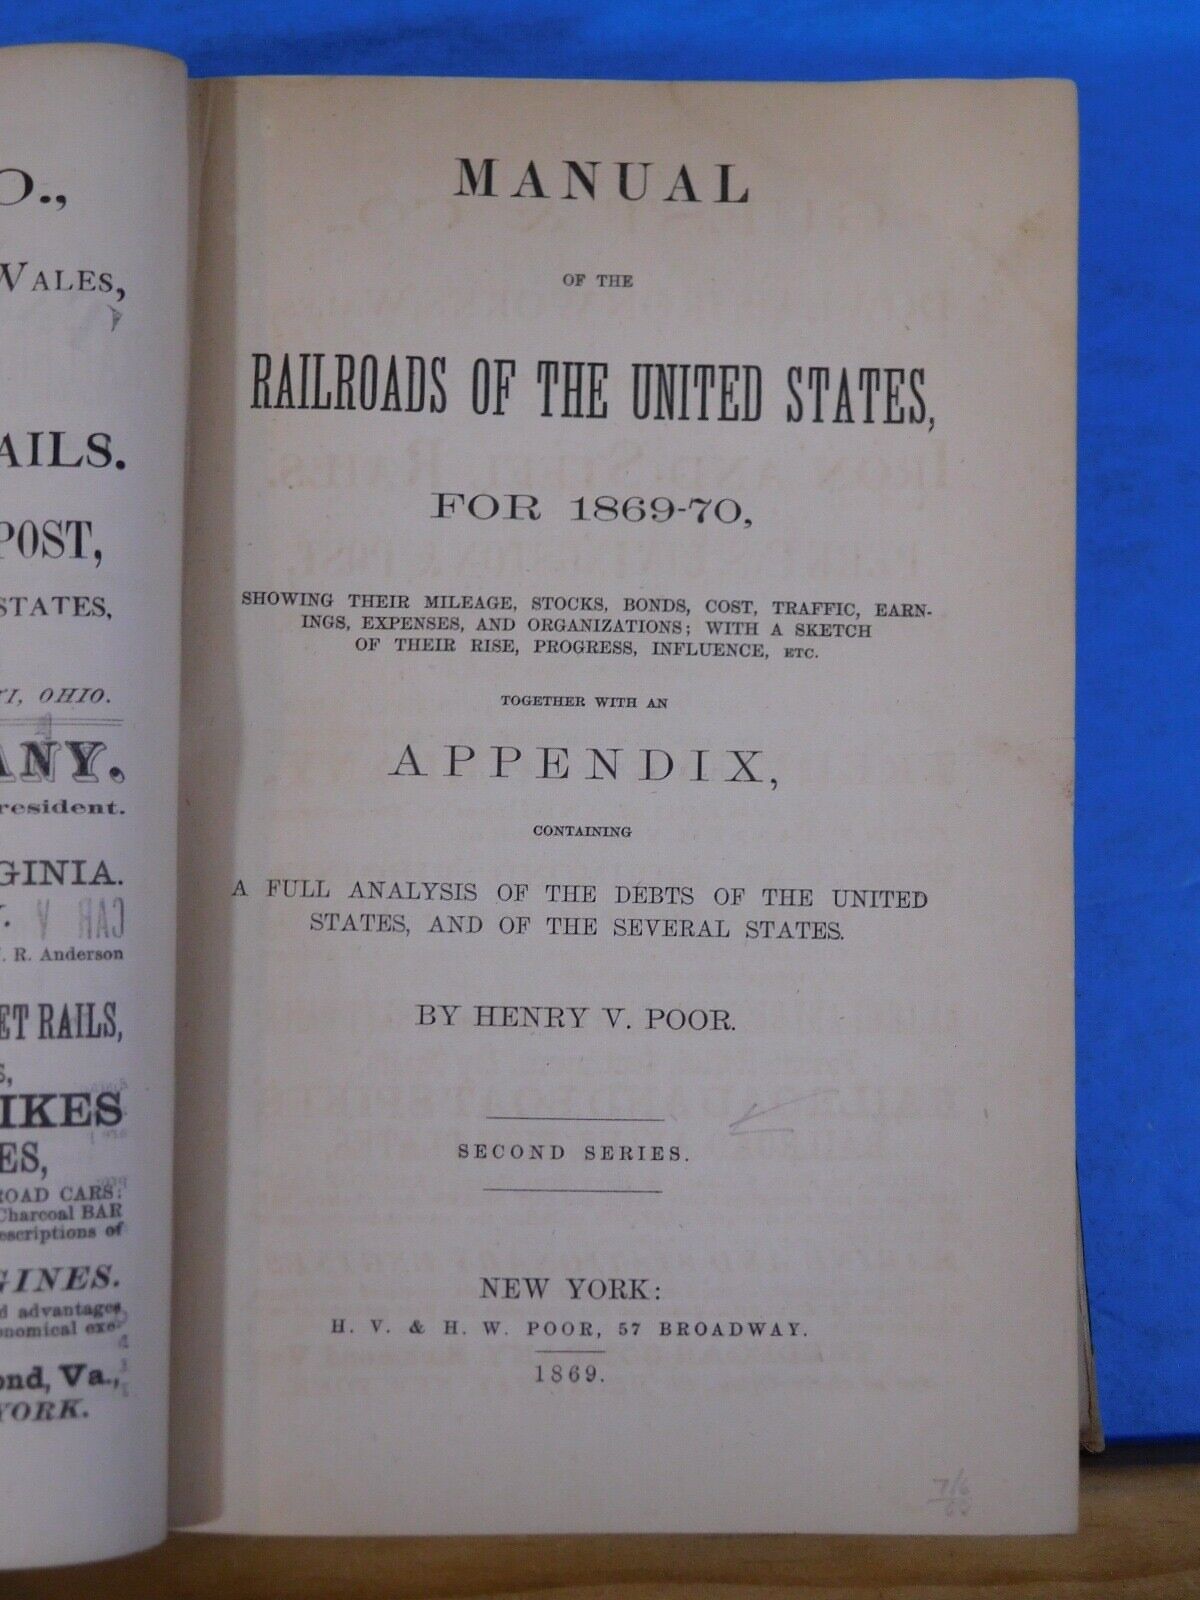 O.,
WALES,
AILS.
POST,
STATES,
TI, OHIO.
ANY.
resident.
GINIA.
CAR V
. R. Anderson
ET RAILS,
S,
IKES
ES,
ROAD CARS:
Charcoal BAR
escriptions of
GINES.
d advantages
onomical exe-
ond, Va.,
YORK.
MANUAL
OF THE
RAILROADS OF THE UNITED STATES,
FOR 1869-70,
SHOWING THEIR MILEAGE, STOCKS, BONDS, COST, TRAFFIC, EARN-
INGS, EXPENSES, AND ORGANIZATIONS; WITH A SKETCH
OF THEIR RISE, PROGRESS, INFLUENCE, ETC.
TOGETHER WITH AN
APPENDIX,
CONTAINING
A FULL ANALYSIS OF THE DEBTS OF THE UNITED
STATES, AND OF THE SEVERAL STATES.
BY HENRY V. POOR.
SECOND SERIES.
NEW YORK:
H. V. & H. W. POOR, 57 BROADWAY.
1869.